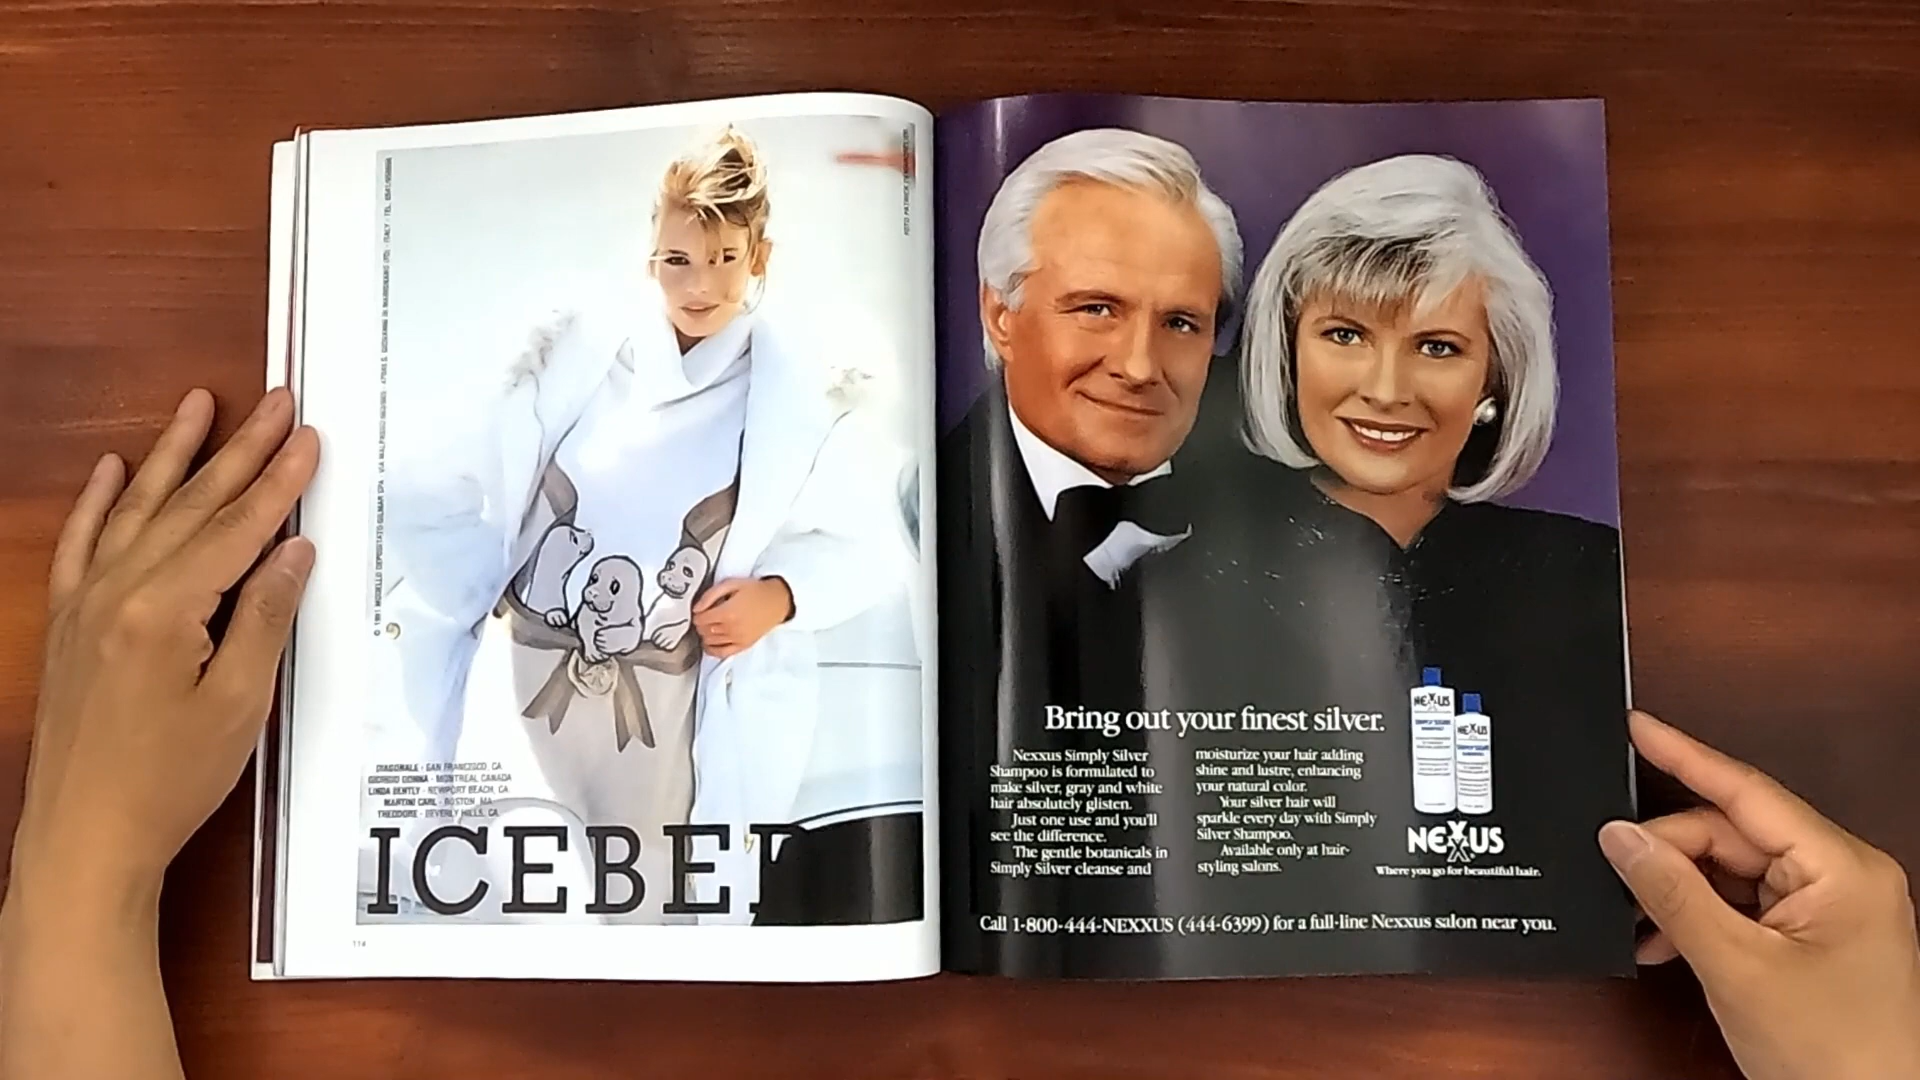 DIAGONALE - SAN FRANCISCO, CA
GIORGIO DONNA - MONTREAL CANADA
LINDA BENTLY - NEWPORT BEACH, CA
MARTINI CARL - BOSTON, MA
THEODORE - BEVERLY HILLS, CA
ICEBE
114
Bring out your finest silver.
Nexxus Simply Silver
Shampoo is formulated to
make silver, gray and white
hair absolutely glisten.
Just one use and you'll
see the difference.
The gentle botanicals in
Simply Silver cleanse and
moisturize your hair adding
shine and lustre, enhancing
your natural color.
Your silver hair will
sparkle every day with Simply
Silver Shampoo.
Available only at hair-
styling salons.
NEXXUS
NEXXUS
NEXXUS
Where you go for beautiful hair.
Call 1-800-444-NEXXUS (444-6399) for a full-line Nexxus salon near you.